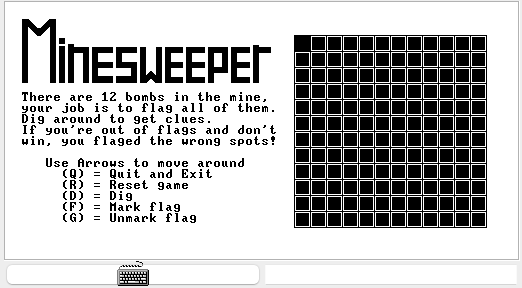 Minesweeper
There are 12 bombs in the mine,
your job is to flag all of them.
Dig around to get clues.
If you're out of flags and don't
win, you flagged the wrong spots!
Use Arrows to move around
(Q) = Quit and Exit
(R) = Reset game
(D) = Dig
(F) = Mark flag
(G) = Unmark flag